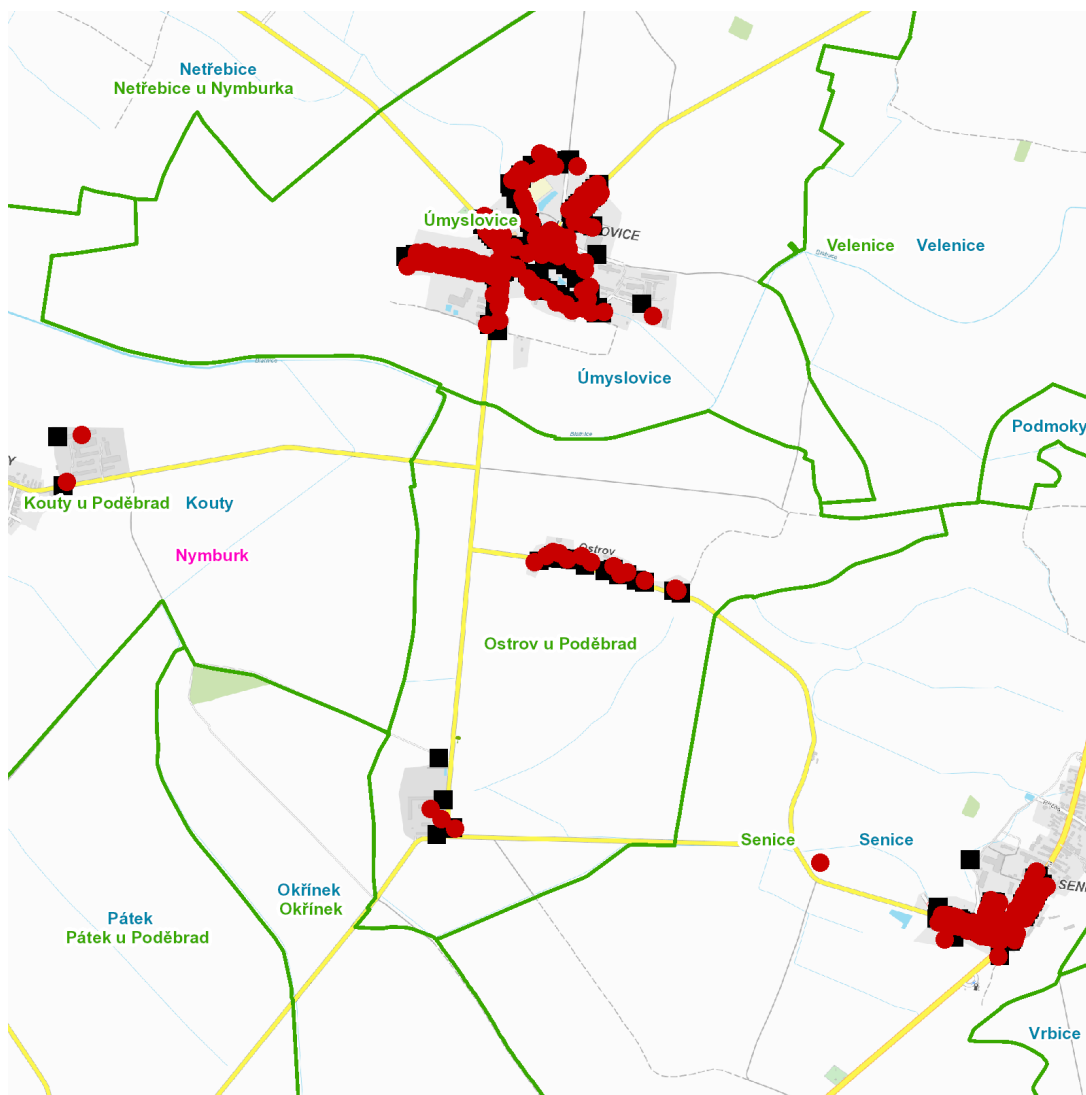 Netřebice
Netřebice u Nymburka
Úmyslovice
OVICE
Velenice
Velenice
Úmyslovice
Podmoky
Y
Kouty u Poděbrad
Kouty
Nymburk
Ostrov
Ostrov u Poděbrad
Senice
Senice
Okřínek
Okřínek
Pátek
Pátek u Poděbrad
SENI
Vrbice